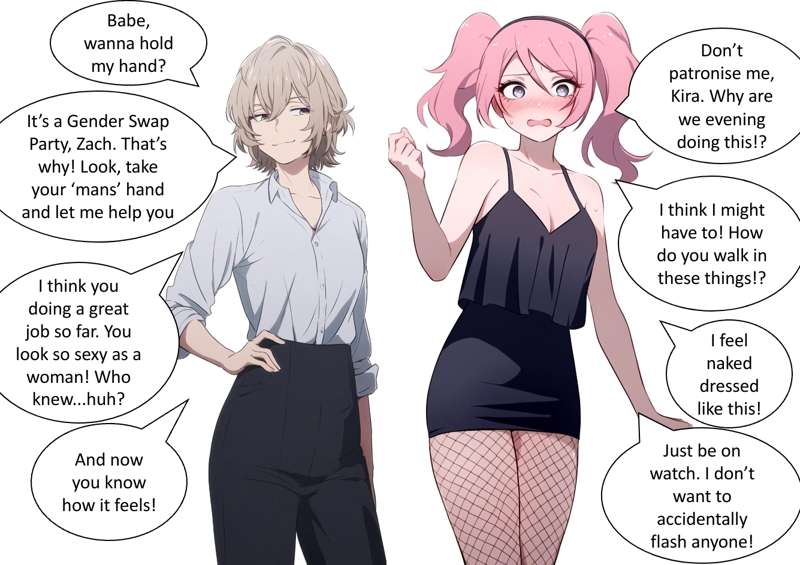 Babe,
wanna hold
my hand?
Don’t
patronise me,
Kira. Why are
we evening
doing this!?
It’s a Gender Swap
Party, Zach. That’s
why! Look, take
your ‘mans’ hand
and let me help you
I think I might
have to! How
do you walk in
these things!?
I think you
doing a great
job so far. You
look so sexy as a
woman! Who
knew...huh?
I feel
naked
dressed
like this!
And now
you know
how it feels!
Just be on
watch. I don’t
want to
accidentally
flash anyone!